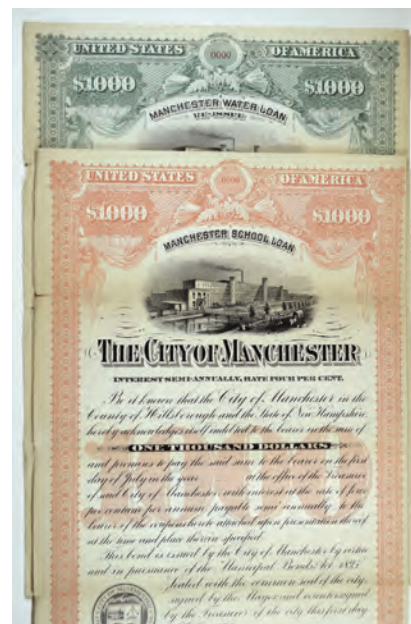 UNITED STATES 0000 OF AMERICA
$1000 $1000
MANCHESTER WATER LOAN
RE-ISSUE
UNITED STATES 0000 OF AMERICA
$1000 $1000
MANCHESTER SCHOOL LOAN
THE CITY OF MANCHESTER
INTEREST SEMI-ANNUALLY, RATE FOUR PER CENT.
Be it known that the City of Manchester in the
County of Hillsborough and the State of New Hampshire,
hereby acknowledges itself indebted to the bearer in the sum of
ONE THOUSAND DOLLARS
and promises to pay the said sum to the bearer on the first
day of July in the year at the office of the Treasurer
of said City of Manchester, with interest at the rate of four
per centum per annum, payable semi annually, to the
bearer of the coupons hereto attached upon presentation thereof
at the time and place therein specified.
This bond is issued by the City of Manchester by virtue
and in pursuance of the Municipal Bonds Act 1895
Sealed with the common seal of the city,
signed by the Mayor and countersigned
by the Treasurer of the city this first day